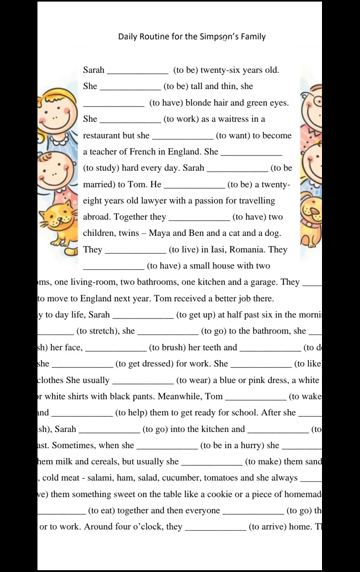 Daily Routine for the Simpson's Family
Sarah _____________ (to be) twenty-six years old.
She _____________ (to be) tall and thin, she
_____________ (to have) blonde hair and green eyes.
She _____________ (to work) as a waitress in a
restaurant but she _____________ (to want) to become
a teacher of French in England. She _____________
(to study) hard every day. Sarah _____________ (to be
married) to Tom. He _____________ (to be) a twenty-
eight years old lawyer with a passion for travelling
abroad. Together they _____________ (to have) two
children, twins – Maya and Ben and a cat and a dog.
They _____________ (to live) in Iasi, Romania. They
_____________ (to have) a small house with two
oms, one living-room, two bathrooms, one kitchen and a garage. They ____
to move to England next year. Tom received a better job there.
y to day life, Sarah _____________ (to get up) at half past six in the morni
________ (to stretch), she _____________ (to go) to the bathroom, she ___
sh) her face, _____________ (to brush) her teeth and _____________ (to d
she _____________ (to get dressed) for work. She _____________ (to like
clothes She usually _____________ (to wear) a blue or pink dress, a white
or white shirts with black pants. Meanwhile, Tom _____________ (to wake
and _____________ (to help) them to get ready for school. After she _____
sh), Sarah _____________ (to go) into the kitchen and _____________ (to
ast. Sometimes, when she _____________ (to be in a hurry) she _________
hem milk and cereals, but usually she _____________ (to make) them sand
, cold meat - salami, ham, salad, cucumber, tomatoes and she always _____
ve) them something sweet on the table like a cookie or a piece of homemad
__________ (to eat) together and then everyone _____________ (to go) th
or to work. Around four o’clock, they _____________ (to arrive) home. T